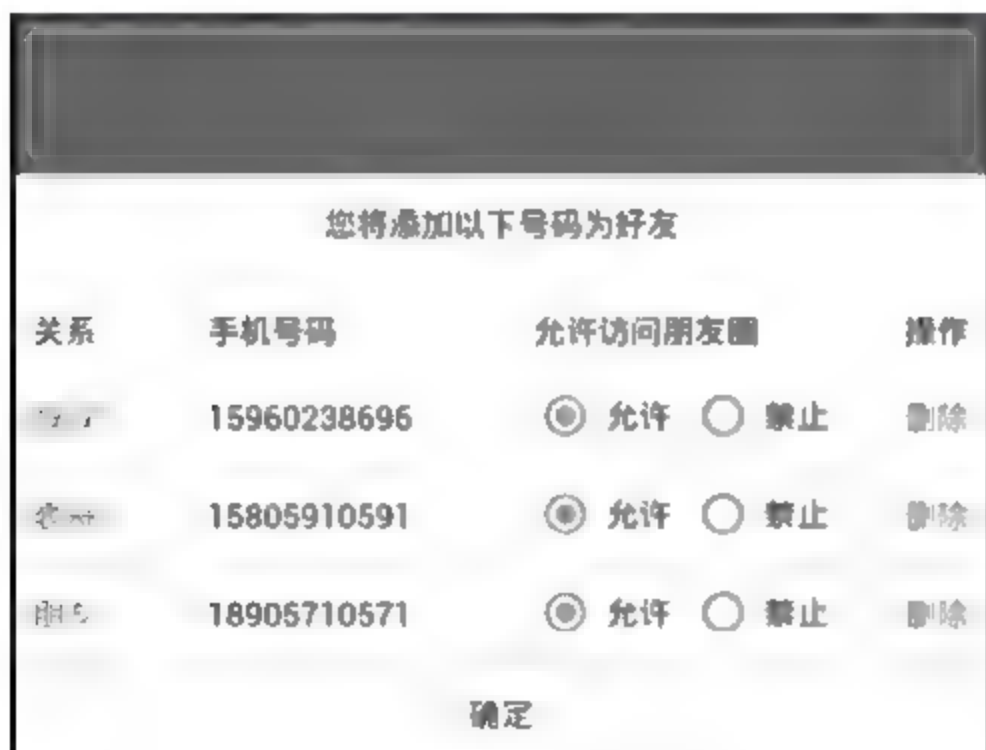 您将添加以下号码为好友
关系 手机号码 允许访问朋友圈 操作
15960238696 允许 禁止 删除
15805910591 允许 禁止 删除
18905710571 允许 禁止 删除
确定